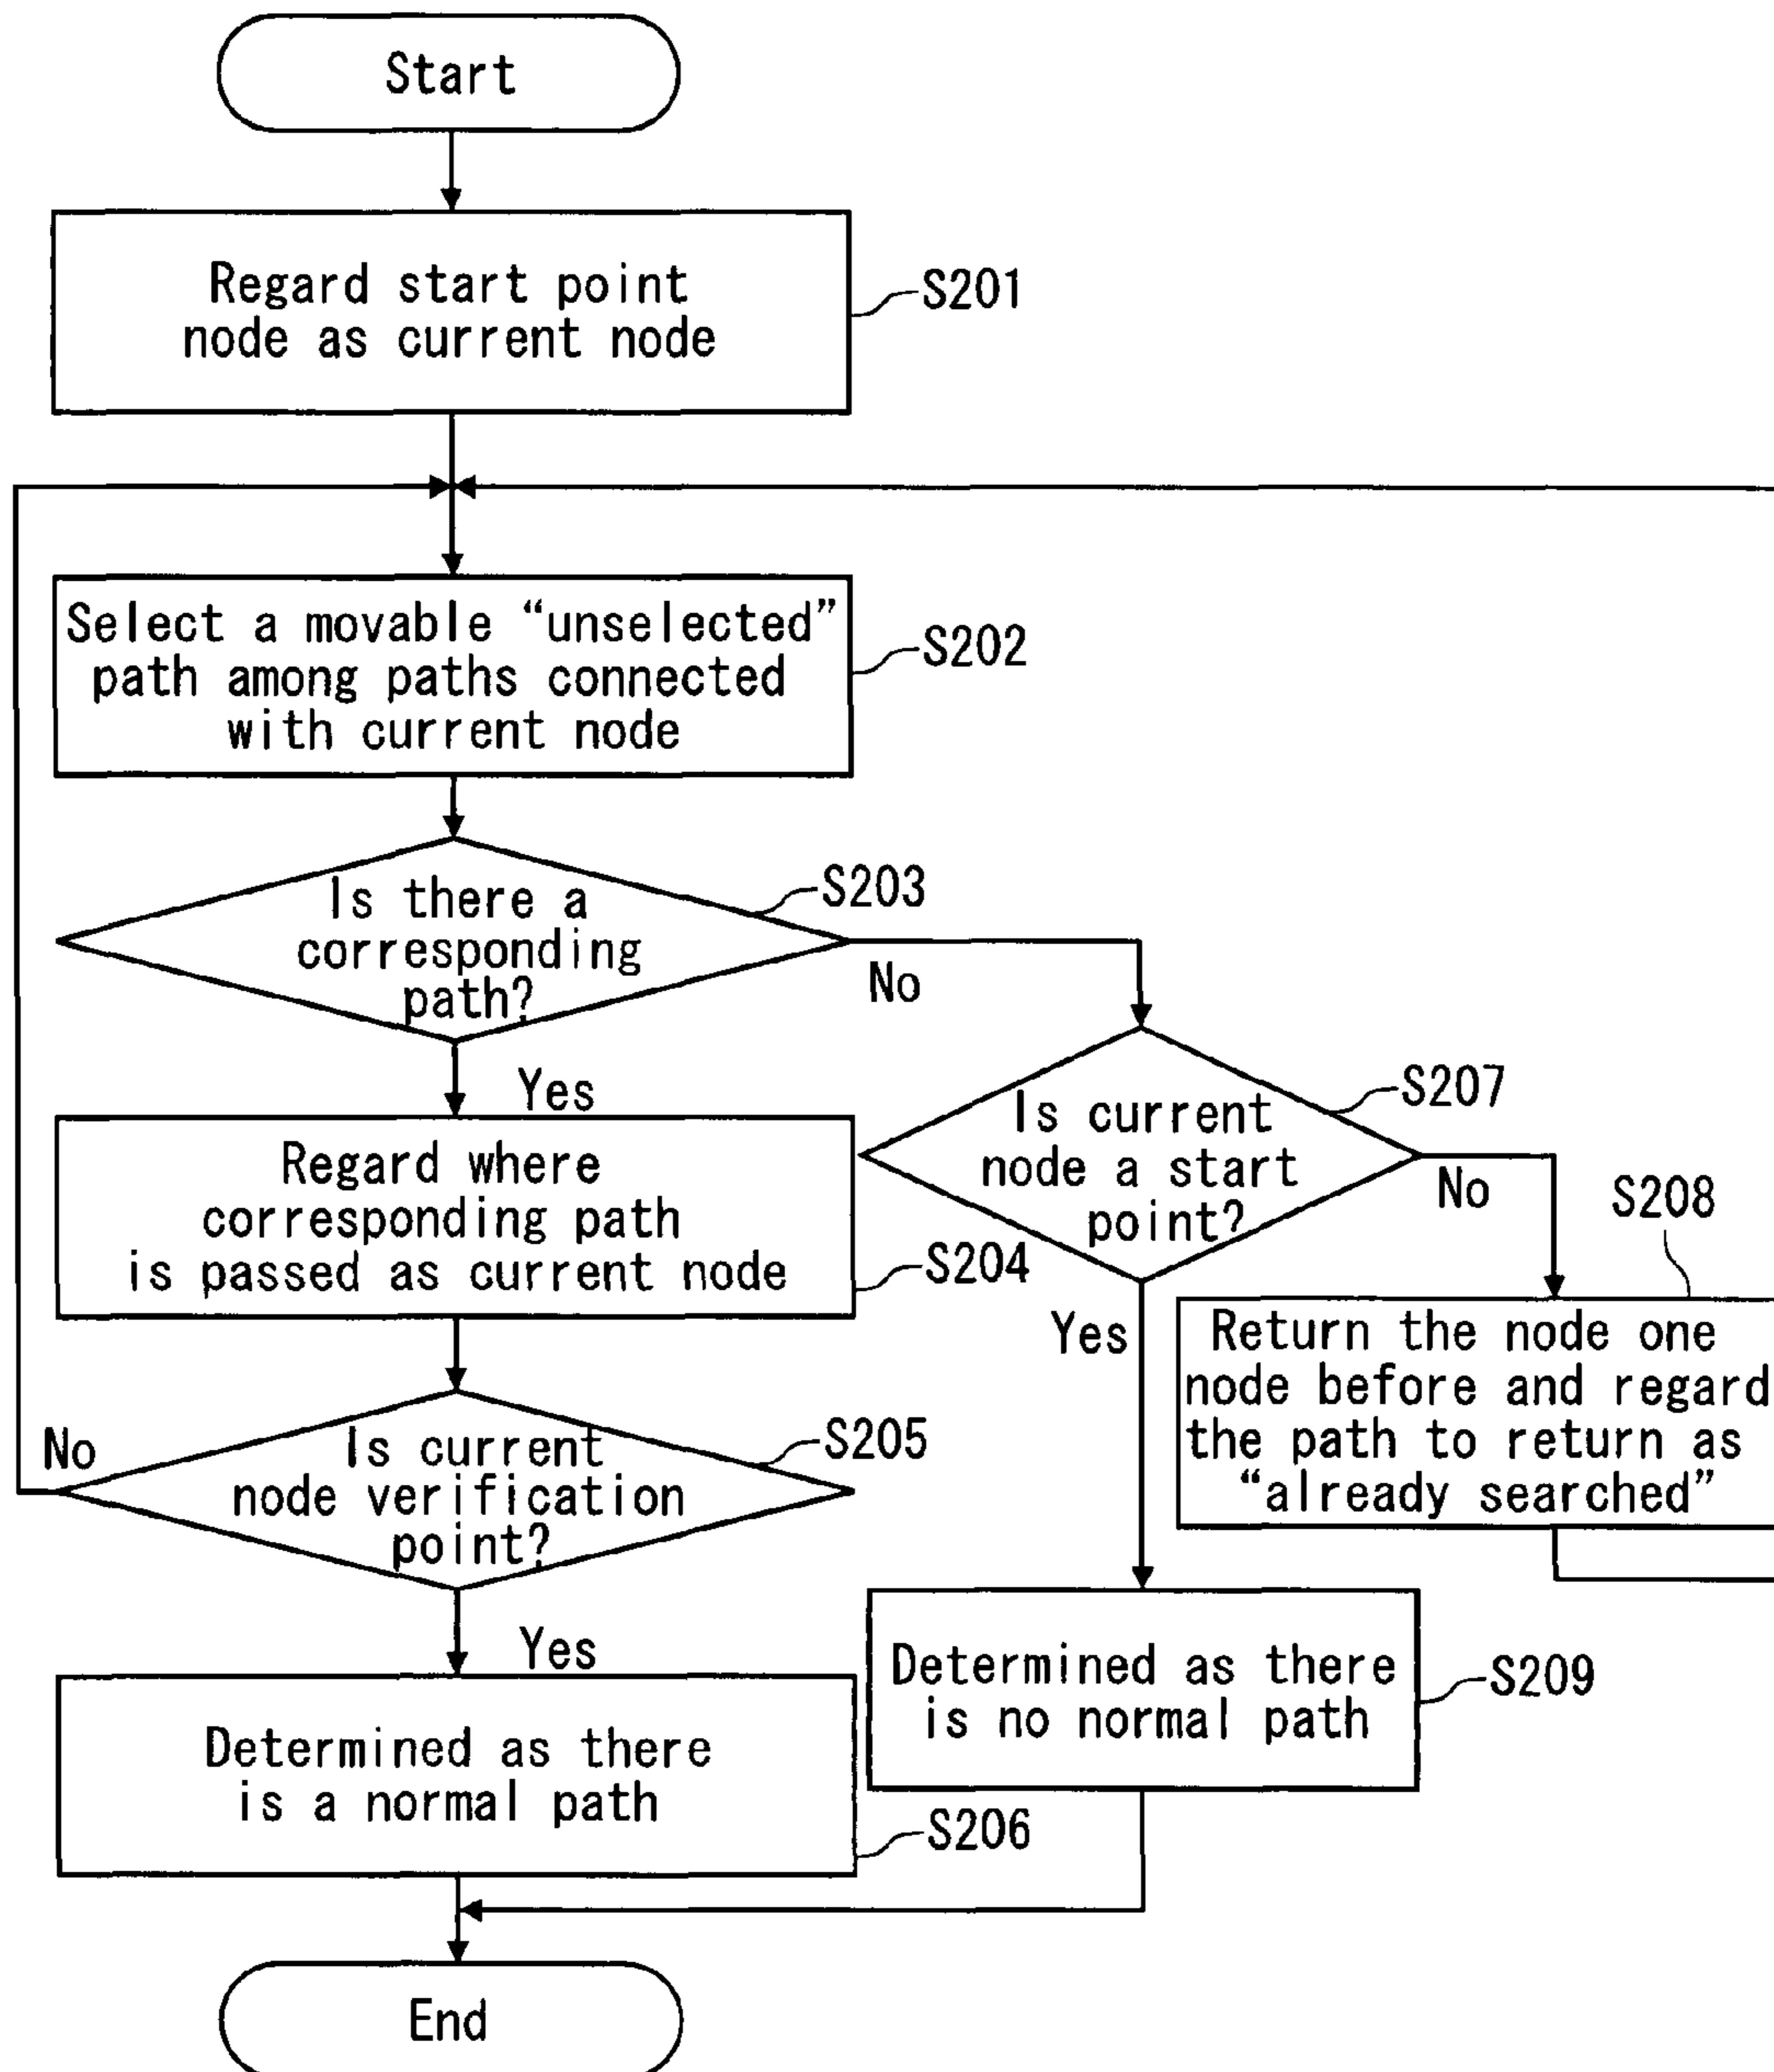 Start
Regard start point
node as current node
S201
Select a movable “unselected”
path among paths connected
with current node
S202
Is there a
corresponding
path?
S203
No
Yes
Regard where
corresponding path
is passed as current node
S204
Is current
node a start
point?
S207
No
Yes
S208
Return the node one
node before and regard
the path to return as
“already searched”
Is current
node verification
point?
S205
No
Yes
Determined as there
is a normal path
S206
Determined as there
is no normal path
S209
End